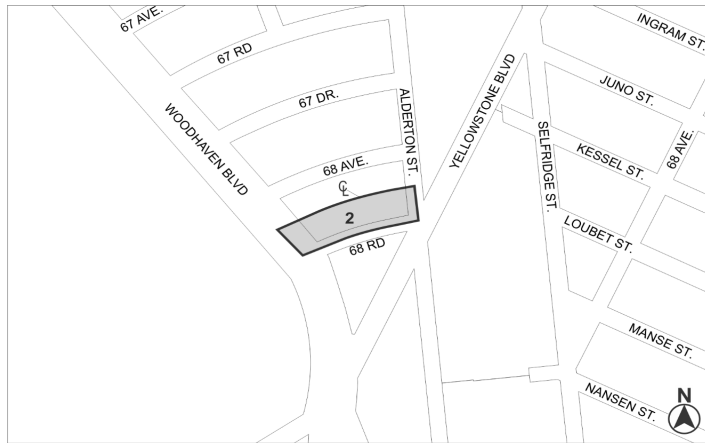 67 AVE.
67 RD
67 DR.
WOODHAVEN BLVD
ALDERTON ST.
YELLOWSTONE BLVD
SELFRIDGE ST.
INGRAM ST.
JUNO ST.
KESSEL ST.
68 AVE.
68 AVE.
℄
2
68 RD
LOUBET ST.
MANSE ST.
NANSEN ST.
N